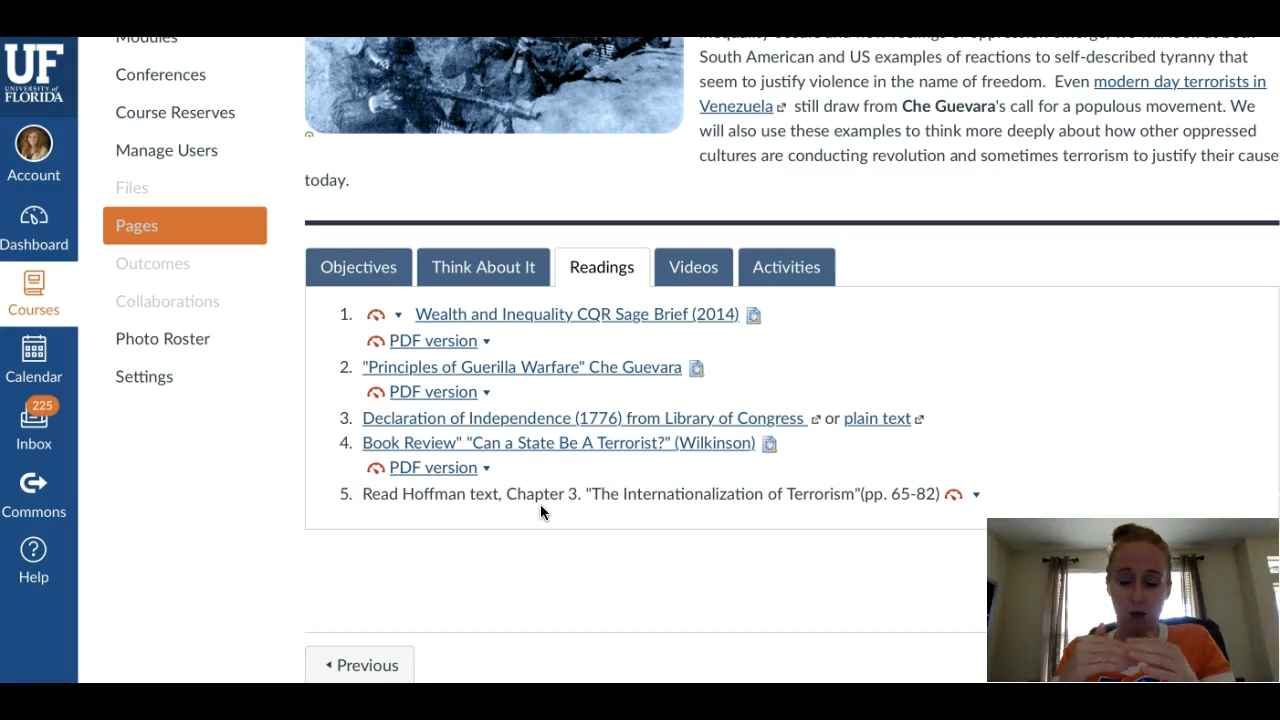 UF
UNIVERSITY of
FLORIDA
Account
Dashboard
Courses
Calendar
225
Inbox
Commons
Help
Modules
Conferences
Course Reserves
Manage Users
Files
Pages
Outcomes
Collaborations
Photo Roster
Settings
South American and US examples of reactions to self-described tyranny that
seem to justify violence in the name of freedom. Even modern day terrorists in
Venezuela still draw from Che Guevara's call for a populous movement. We
will also use these examples to think more deeply about how other oppressed
cultures are conducting revolution and sometimes terrorism to justify their cause
today.
Objectives Think About It Readings Videos Activities
1. Wealth and Inequality CQR Sage Brief (2014)
PDF version
2. "Principles of Guerilla Warfare" Che Guevara
PDF version
3. Declaration of Independence (1776) from Library of Congress or plain text
4. Book Review" "Can a State Be A Terrorist?" (Wilkinson)
PDF version
5. Read Hoffman text, Chapter 3. "The Internationalization of Terrorism"(pp. 65-82)
Previous